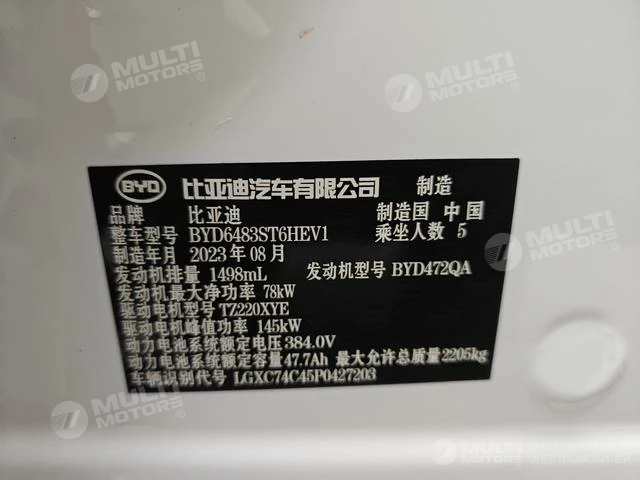 MULTI
MOTORS®
MULTI
MOTORS®
BYD 比亚迪汽车有限公司 制造
品牌 比亚迪 制造国 中国
整车型号 BYD6483ST6HEV1 乘坐人数 5
制造年月 2023年08月
发动机排量 1498mL 发动机型号 BYD472QA
发动机最大净功率 78kW
驱动电机型号 TZ220XYE
驱动电机峰值功率 145kW
动力电池系统额定电压 384.0V
动力电池系统额定容量 47.7Ah 最大允许总质量 2205kg
车辆识别代号 LGXC74C45P0427203
MULTI
MOTORS®
MULTI
MOTORS®
MULTI
MOTORS